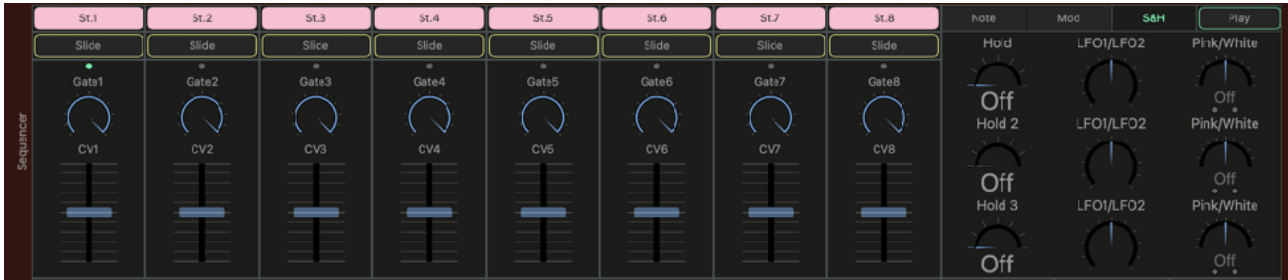 St.1 St.2 St.3 St.4 St.5 St.6 St.7 St.8 Note Mod S&H Play
Slide Slide Slide Slide Slide Slide Slide Slide
Hold LFO1/LFO2 Pink/White
Gate1 Gate2 Gate3 Gate4 Gate5 Gate6 Gate7 Gate8
Off Off
Hold 2 LFO1/LFO2 Pink/White
Sequencer
CV1 CV2 CV3 CV4 CV5 CV6 CV7 CV8
Off Off
Hold 3 LFO1/LFO2 Pink/White
Off Off